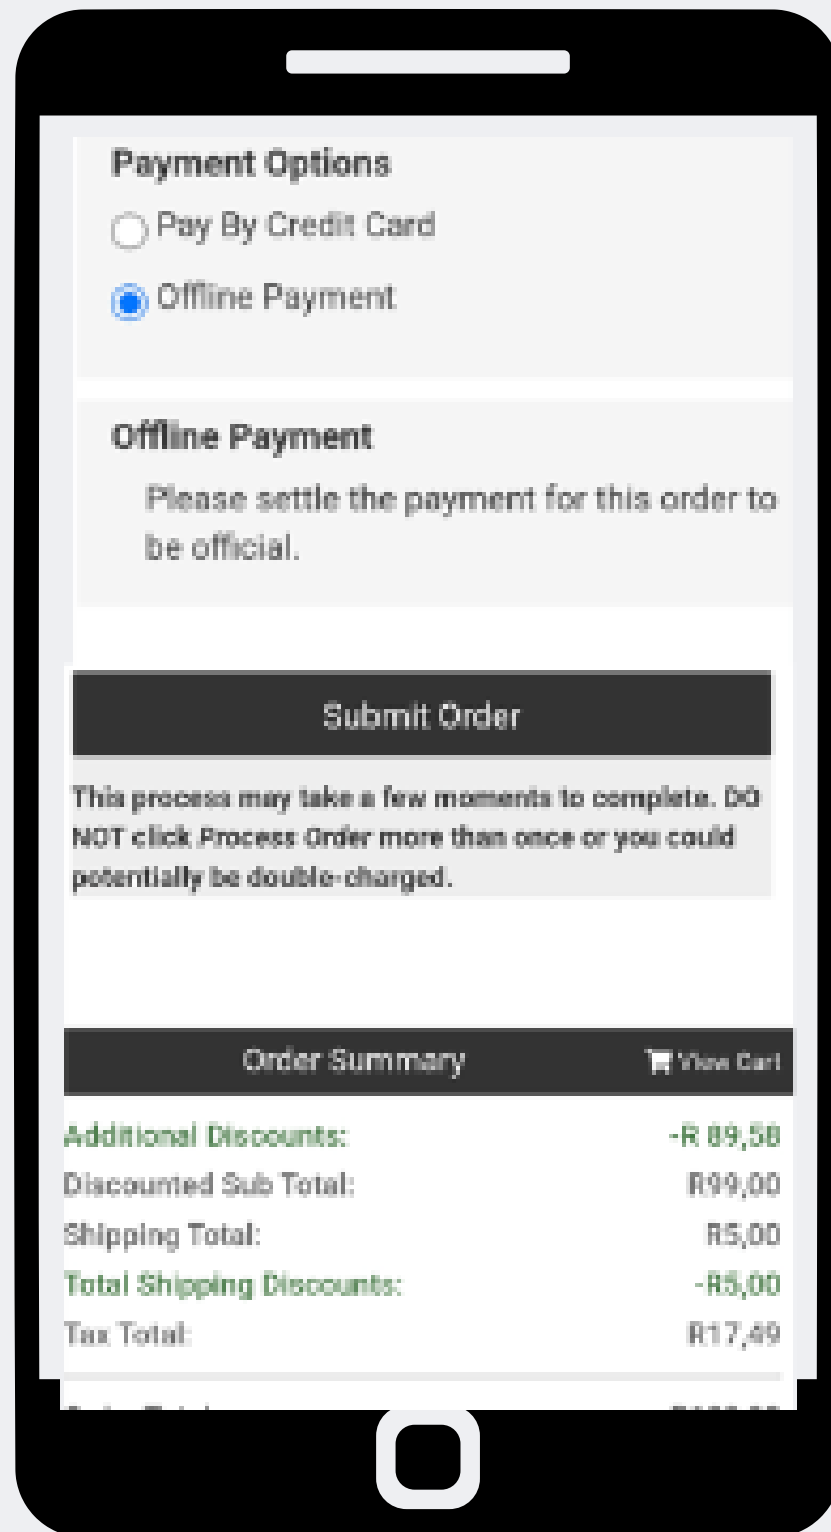 Payment Options
Pay By Credit Card
Offline Payment
Offline Payment
Please settle the payment for this order to
be official.
Submit Order
This process may take a few moments to complete. DO
NOT click Process Order more than once or you could
potentially be double-charged.
Order Summary View Cart
Additional Discounts: -R 89,58
Discounted Sub Total: R99,00
Shipping Total: R5,00
Total Shipping Discounts: -R5,00
Tax Total: R17,49